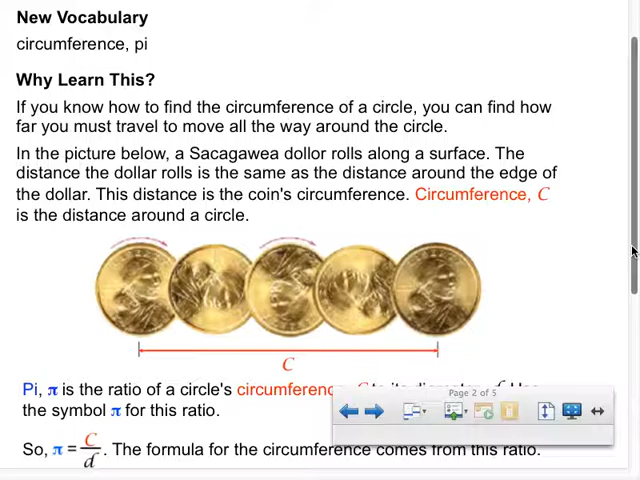 New Vocabulary
circumference, pi
Why Learn This?
If you know how to find the circumference of a circle, you can find how
far you must travel to move all the way around the circle.
In the picture below, a Sacagawea dollor rolls along a surface. The
distance the dollar rolls is the same as the distance around the edge of
the dollar. This distance is the coin's circumference. Circumference, C
is the distance around a circle.
C
Pi, π is the ratio of a circle's
Page 2 of 5
the symbol π for this ratio.
So, π = C/d. The formula for the circumference comes from this ratio.